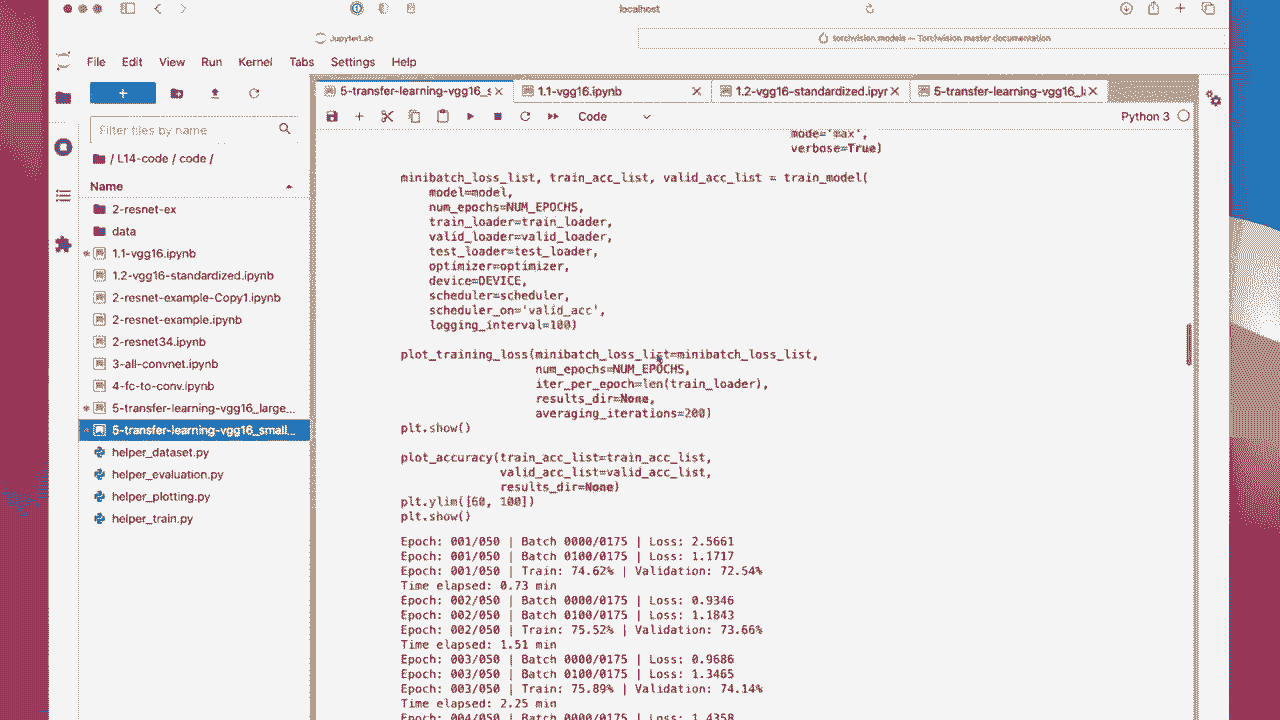 localhost
JupyterLab
torchvision.models — Torchvision master documentation
File Edit View Run Kernel Tabs Settings Help
5-transfer-learning-vgg16_s
1.1-vgg16.ipynb
1.2-vgg16-standardized.ipynb
5-transfer-learning-vgg16_la
+
Filter files by name
Code
Python 3
/ L14-code / code /
Name
2-resnet-ex
data
1.1-vgg16.ipynb
1.2-vgg16-standardized.ipynb
2-resnet-example-Copy1.ipynb
2-resnet-example.ipynb
2-resnet34.ipynb
3-all-convnet.ipynb
4-fc-to-conv.ipynb
5-transfer-learning-vgg16_large...
5-transfer-learning-vgg16_small...
helper_dataset.py
helper_evaluation.py
helper_plotting.py
helper_train.py
mode='max',
verbose=True)
minibatch_loss_list, train_acc_list, valid_acc_list = train_model(
model=model,
num_epochs=NUM_EPOCHS,
train_loader=train_loader,
valid_loader=valid_loader,
test_loader=test_loader,
optimizer=optimizer,
device=DEVICE,
scheduler=scheduler,
scheduler_on='valid_acc',
logging_interval=100)
plot_training_loss(minibatch_loss_list=minibatch_loss_list,
num_epochs=NUM_EPOCHS,
iter_per_epoch=len(train_loader),
results_dir=None,
averaging_iterations=200)
plt.show()
plot_accuracy(train_acc_list=train_acc_list,
valid_acc_list=valid_acc_list,
results_dir=None)
plt.ylim([60, 100])
plt.show()
Epoch: 001/050 | Batch 0000/0175 | Loss: 2.5661
Epoch: 001/050 | Batch 0100/0175 | Loss: 1.1717
Epoch: 001/050 | Train: 74.62% | Validation: 72.54%
Time elapsed: 0.73 min
Epoch: 002/050 | Batch 0000/0175 | Loss: 0.9346
Epoch: 002/050 | Batch 0100/0175 | Loss: 1.1843
Epoch: 002/050 | Train: 75.52% | Validation: 73.66%
Time elapsed: 1.51 min
Epoch: 003/050 | Batch 0000/0175 | Loss: 0.9686
Epoch: 003/050 | Batch 0100/0175 | Loss: 1.3465
Epoch: 003/050 | Train: 75.89% | Validation: 74.14%
Time elapsed: 2.25 min
Epoch: 004/050 | Batch 0000/0175 | Loss: 1.4358